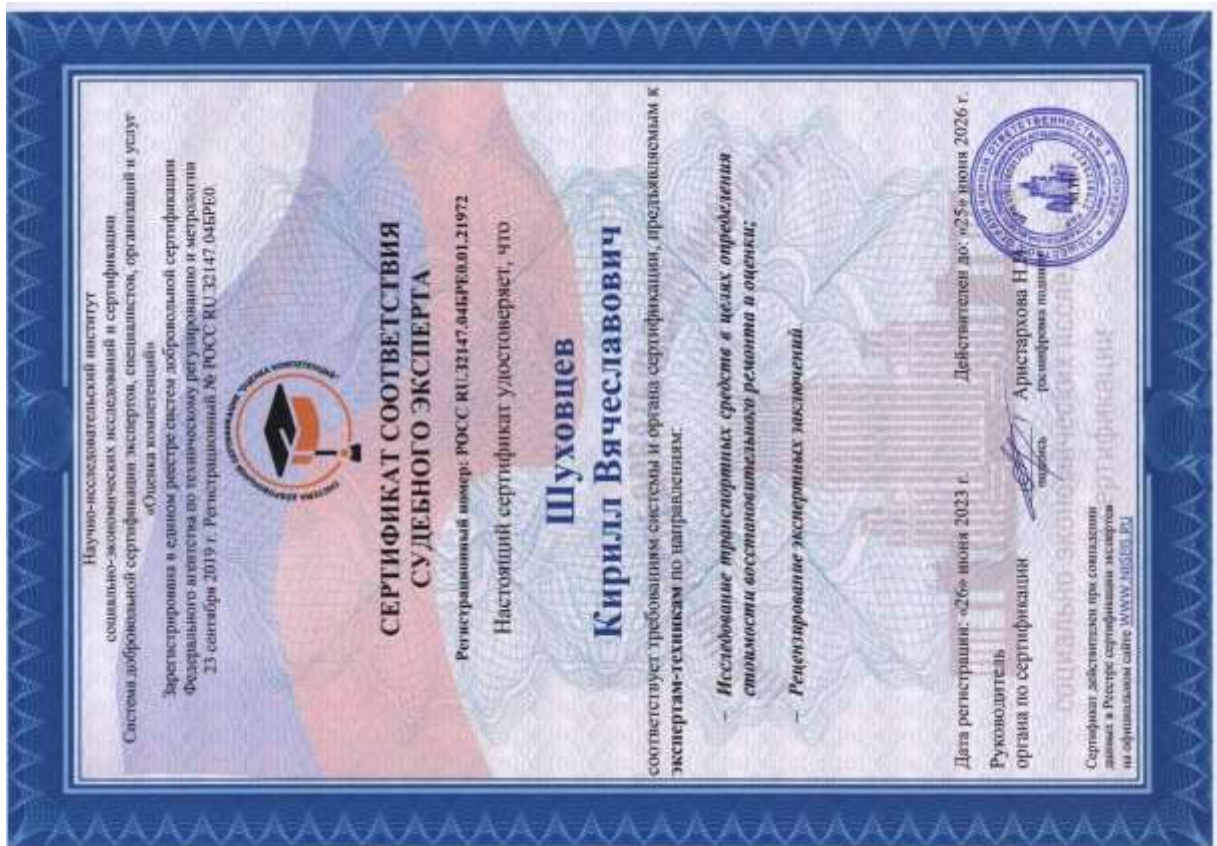 Научно-исследовательский институт
социально-экономических исследований и сертификации
Система добровольной сертификации экспертов, специалистов, организаций и услуг
«Оценка компетенций»
Зарегистрирована в едином реестре систем добровольной сертификации
Федерального агентства по техническому регулированию и метрологии
23 сентября 2019 г. Регистрационный № РОСС RU 32147 04БРЕ0
СЕРТИФИКАТ СООТВЕТСТВИЯ
СУДЕБНОГО ЭКСПЕРТА
Регистрационный номер: РОСС RU.32147.04БРЕ0.01.21972
Настоящий сертификат удостоверяет, что
Шуховцев
Кирилл Вячеславович
соответствует требованиям системы и органа сертификации, предъявляемым к
экспертам-техникам по направлениям:
– Исследование транспортных средств в целях определения
стоимости восстановительного ремонта и оценки;
– Рецензирование экспертных заключений
Дата регистрации: «26» июня 2023 г. Действителен до: «25» июня 2026 г.
Руководитель
органа по сертификации / Аристархова Н.
подпись расшифровка подписи
Сертификат действителен при совпадении
данных в Реестре сертификации экспертов
на официальном сайте WWW.NIISEIS.RU